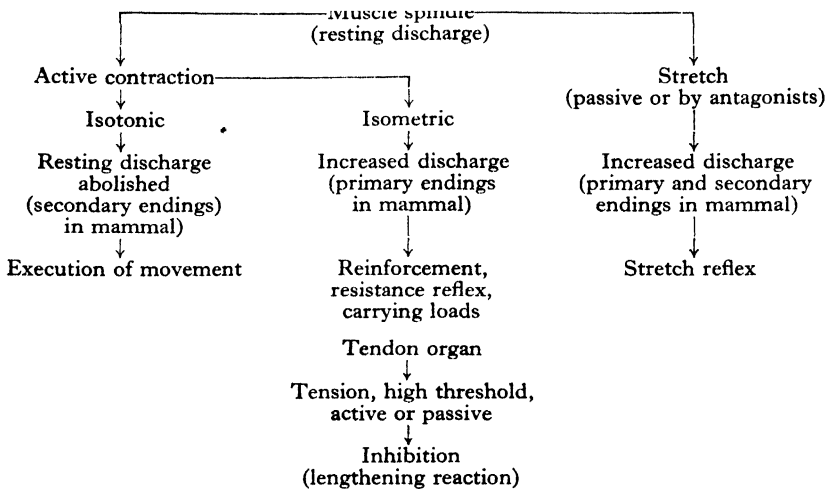 Muscle spindle
(resting discharge)
Active contraction
Stretch
(passive or by antagonists)
Isotonic
Isometric
Resting discharge
abolished
(secondary endings)
in mammal)
Increased discharge
(primary endings
in mammal)
Increased discharge
(primary and secondary
endings in mammal)
Execution of movement
Reinforcement,
resistance reflex,
carrying loads
Stretch reflex
Tendon organ
Tension, high threshold,
active or passive
Inhibition
(lengthening reaction)